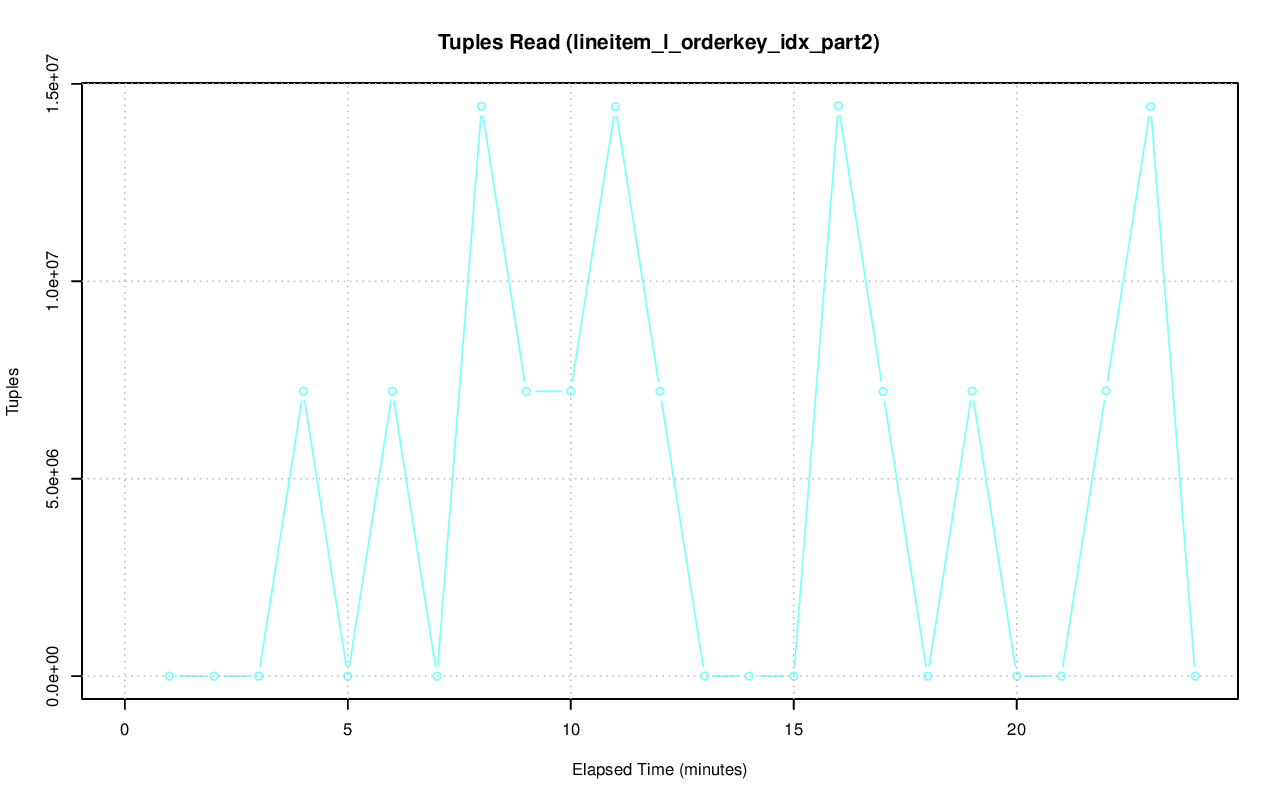 Tuples Read (lineitem_l_orderkey_idx_part2)
1.5e+07
1.0e+07
5.0e+06
0.0e+00
Tuples
0 5 10 15 20
Elapsed Time (minutes)